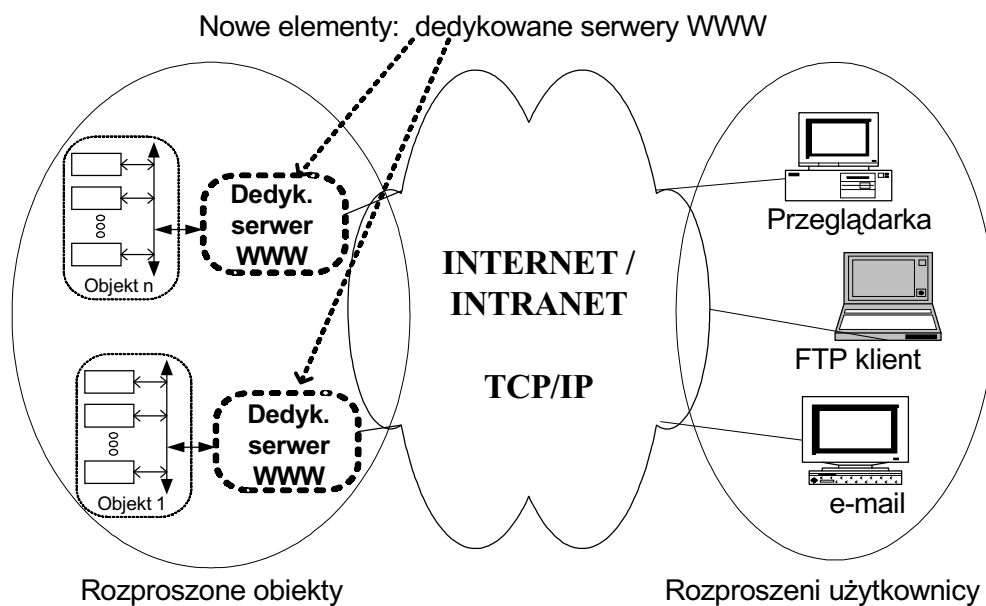 Nowe elementy: dedykowane serwery WWW
Dedyk.
serwer
WWW
Objekt n
Dedyk.
serwer
WWW
Objekt 1
INTERNET /
INTRANET
TCP/IP
Przeglądarka
FTP klient
e-mail
Rozproszone obiekty
Rozproszeni użytkownicy